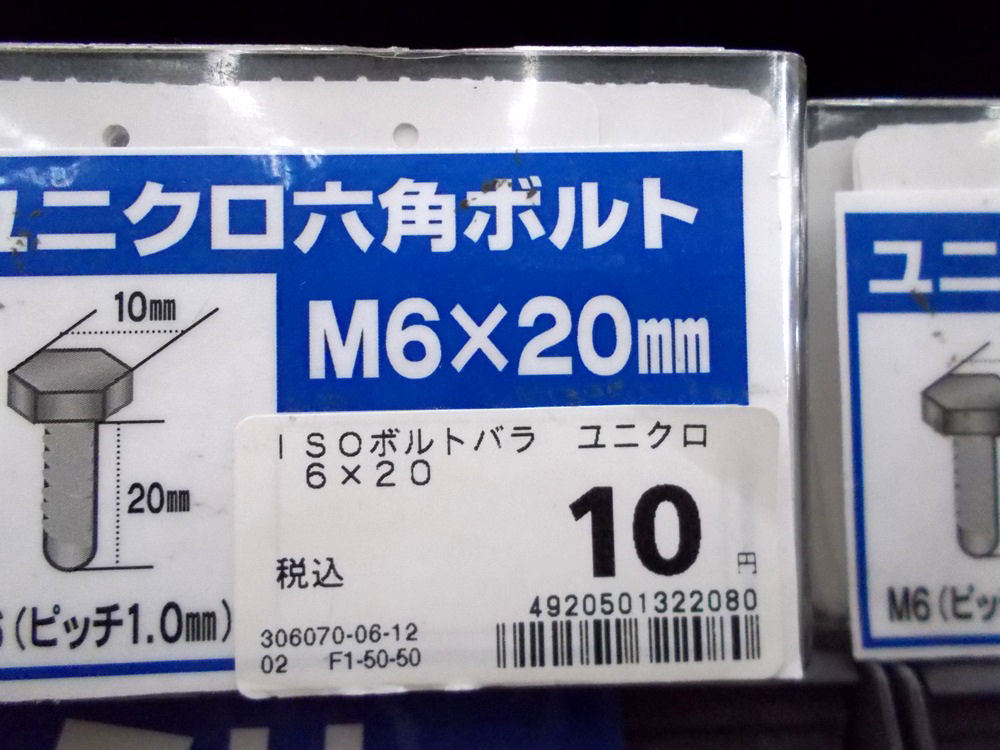 ユニクロ六角ボルト
M6×20mm
10mm
20mm
(ピッチ1.0mm)
ISOボルトバラ ユニクロ
6×20
10円
税込
4920501322080
306070-06-12
02 F1-50-50
ユニ
M6(ピッ